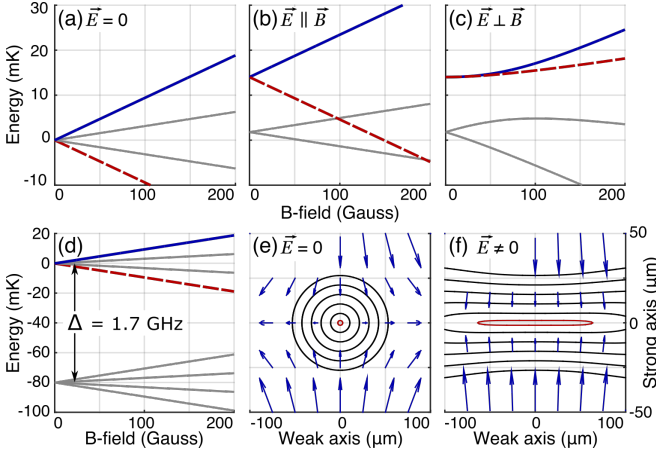 (a) E⃗ = 0
(b) E⃗ ∥ B⃗
(c) E⃗ ⊥ B⃗
30
20
10
0
-10
Energy (mK)
0 100 200
0 100 200
0 100 200
B-field (Gauss)
(d)
(e) E⃗ = 0
(f) E⃗ ≠ 0
20
0
-20
-40
-60
-80
-100
Energy (mK)
Δ = 1.7 GHz
50
0
-50
Strong axis (μm)
0 100 200
-100 0 100
-100 0 100
B-field (Gauss)
Weak axis (μm)
Weak axis (μm)